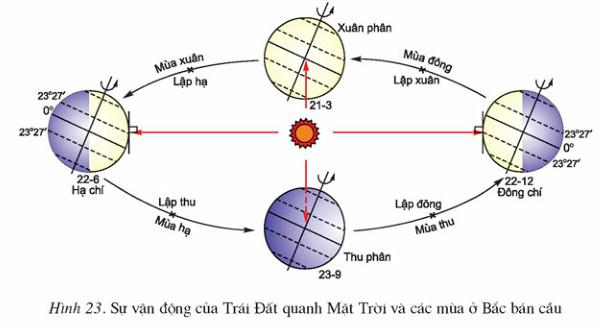 Xuân phân
Mùa xuân
Lập hạ
Mùa đông
Lập xuân
21-3
23°27'
0°
23°27'
23°27'
0°
23°27'
22-6
Hạ chí
22-12
Đông chí
Lập thu
Mùa hạ
Lập đông
Mùa thu
Thu phân
23-9
Hình 23. Sự vận động của Trái Đất quanh Mặt Trời và các mùa ở Bắc bán cầu